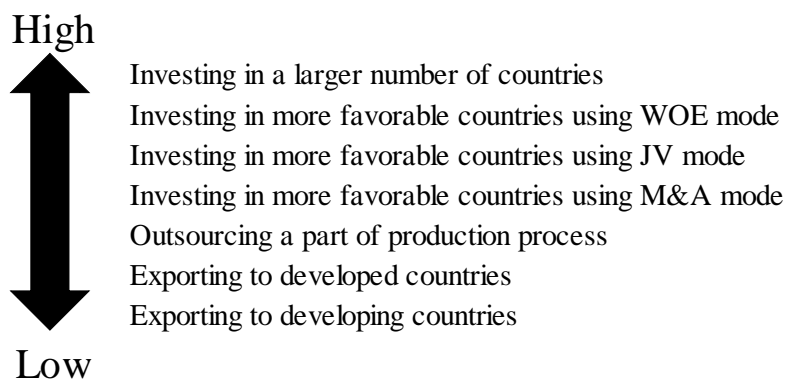 High
Investing in a larger number of countries
Investing in more favorable countries using WOE mode
Investing in more favorable countries using JV mode
Investing in more favorable countries using M&A mode
Outsourcing a part of production process
Exporting to developed countries
Exporting to developing countries
Low